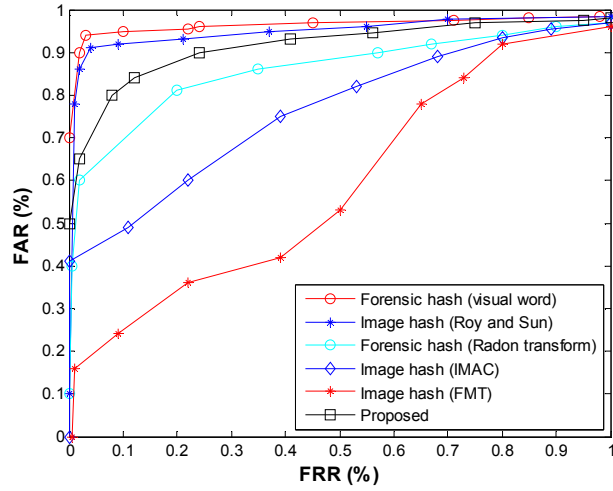 1
0.9
0.8
0.7
0.6
0.5
0.4
0.3
0.2
0.1
0
FAR (%)
Forensic hash (visual word)
Image hash (Roy and Sun)
Forensic hash (Radon transform)
Image hash (IMAC)
Image hash (FMT)
Proposed
0 0.1 0.2 0.3 0.4 0.5 0.6 0.7 0.8 0.9 1
FRR (%)